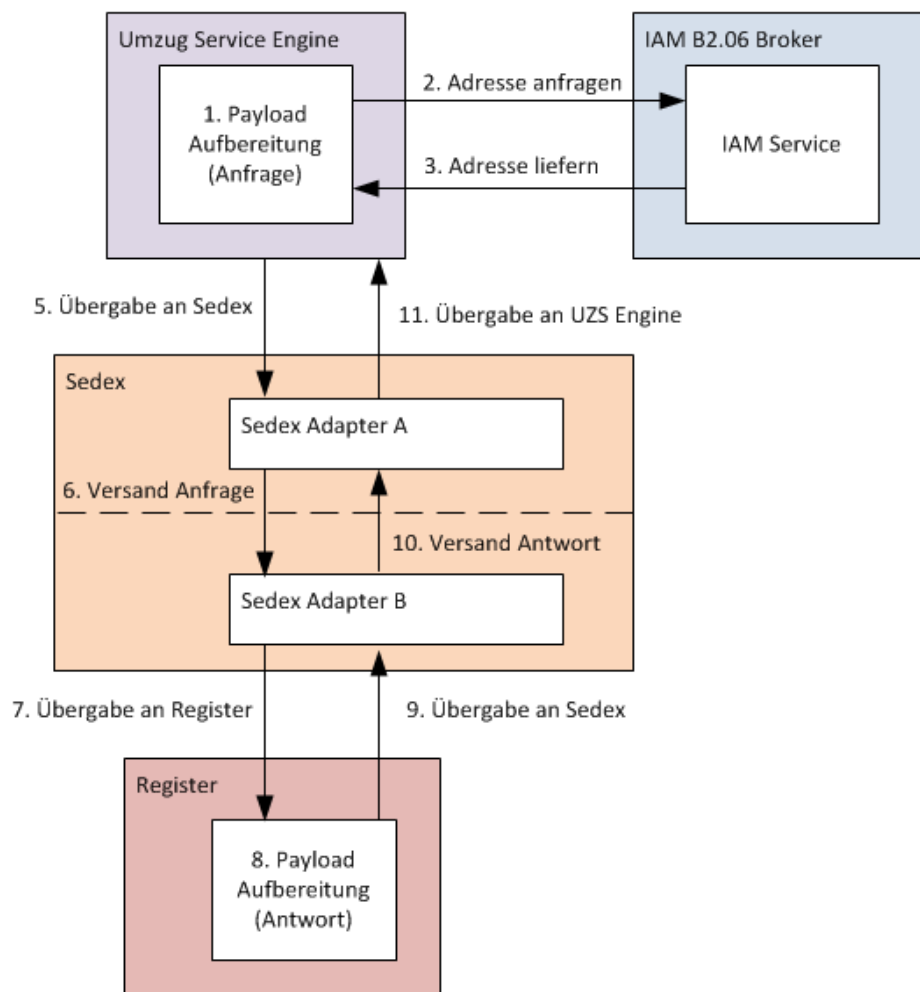 Umzug Service Engine
IAM B2.06 Broker
1. Payload
Aufbereitung
(Anfrage)
2. Adresse anfragen
IAM Service
3. Adresse liefern
5. Übergabe an Sedex
11. Übergabe an UZS Engine
Sedex
Sedex Adapter A
6. Versand Anfrage
10. Versand Antwort
Sedex Adapter B
7. Übergabe an Register
9. Übergabe an Sedex
Register
8. Payload
Aufbereitung
(Antwort)